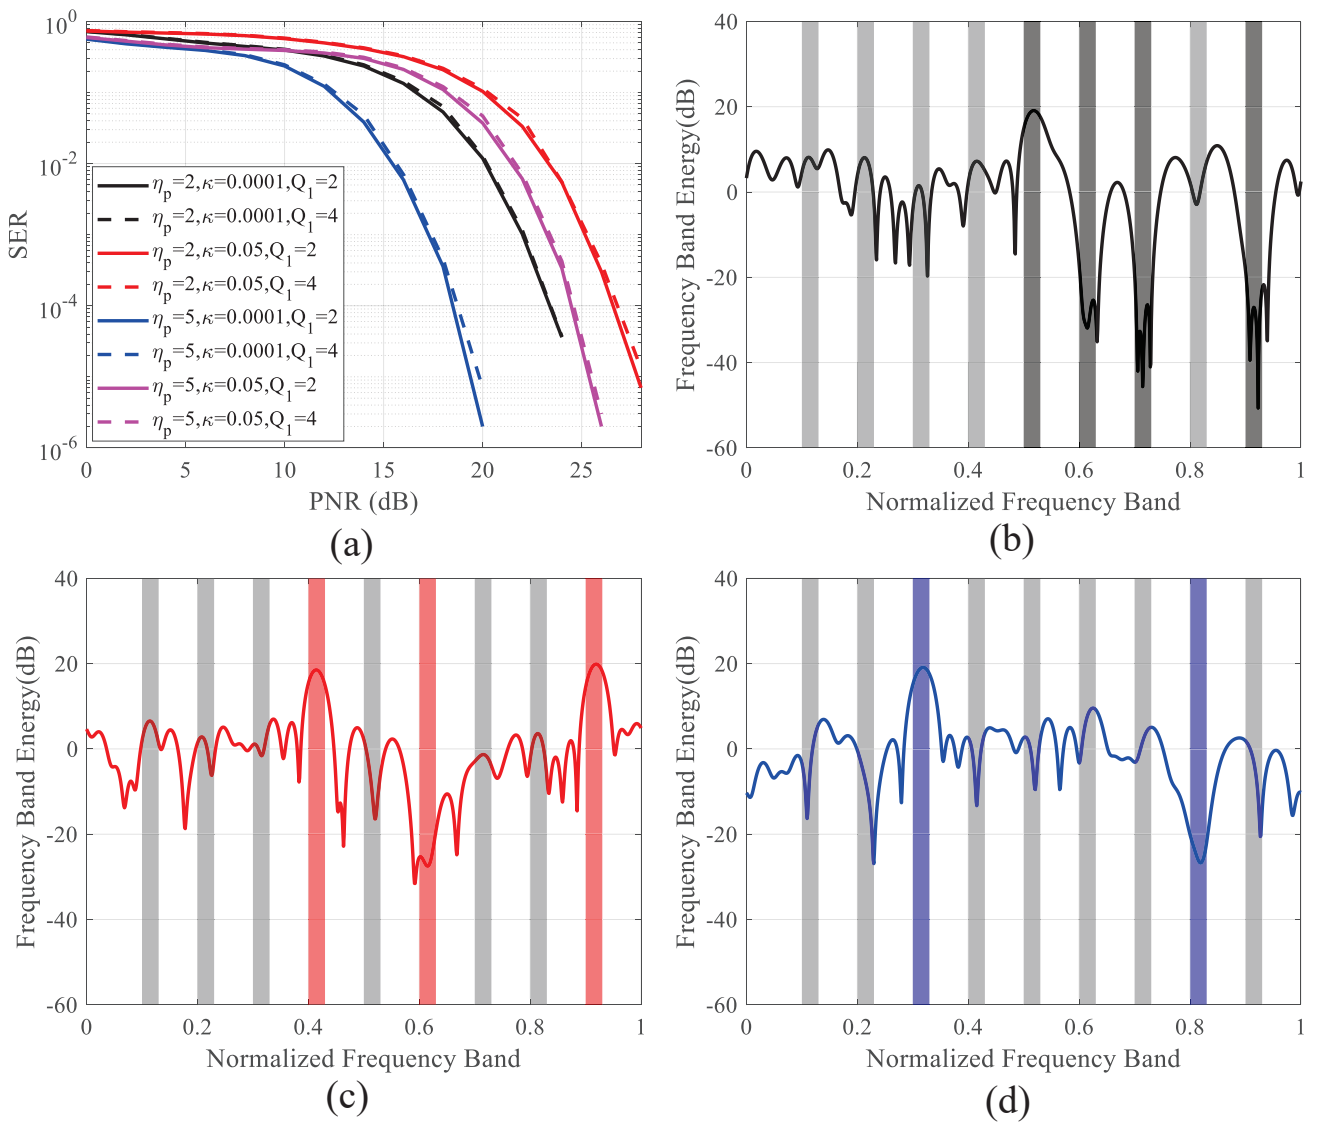 10^0
10^-2
10^-4
10^-6
SER
η_p=2,κ=0.0001,Q_1=2
η_p=2,κ=0.0001,Q_1=4
η_p=2,κ=0.05,Q_1=2
η_p=2,κ=0.05,Q_1=4
η_p=5,κ=0.0001,Q_1=2
η_p=5,κ=0.0001,Q_1=4
η_p=5,κ=0.05,Q_1=2
η_p=5,κ=0.05,Q_1=4
0 5 10 15 20 25
PNR (dB)
(a)
40
20
0
-20
-40
-60
Frequency Band Energy(dB)
0 0.2 0.4 0.6 0.8 1
Normalized Frequency Band
(b)
40
20
0
-20
-40
-60
Frequency Band Energy(dB)
0 0.2 0.4 0.6 0.8 1
Normalized Frequency Band
(c)
40
20
0
-20
-40
-60
Frequency Band Energy(dB)
0 0.2 0.4 0.6 0.8 1
Normalized Frequency Band
(d)